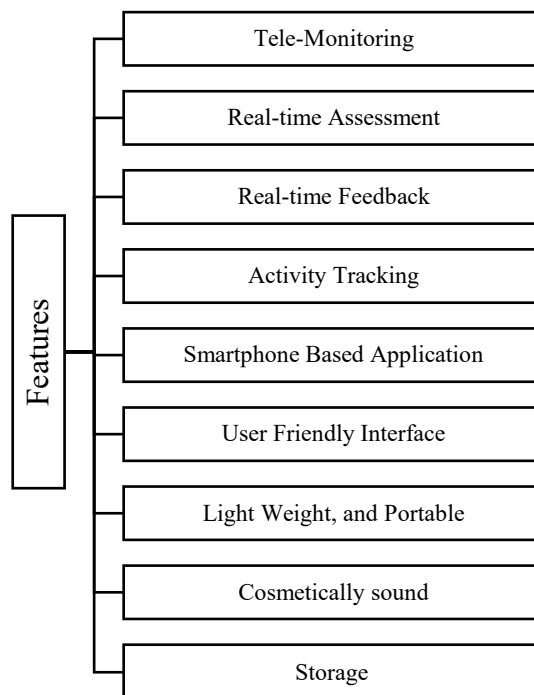 Features
Tele-Monitoring
Real-time Assessment
Real-time Feedback
Activity Tracking
Smartphone Based Application
User Friendly Interface
Light Weight, and Portable
Cosmetically sound
Storage